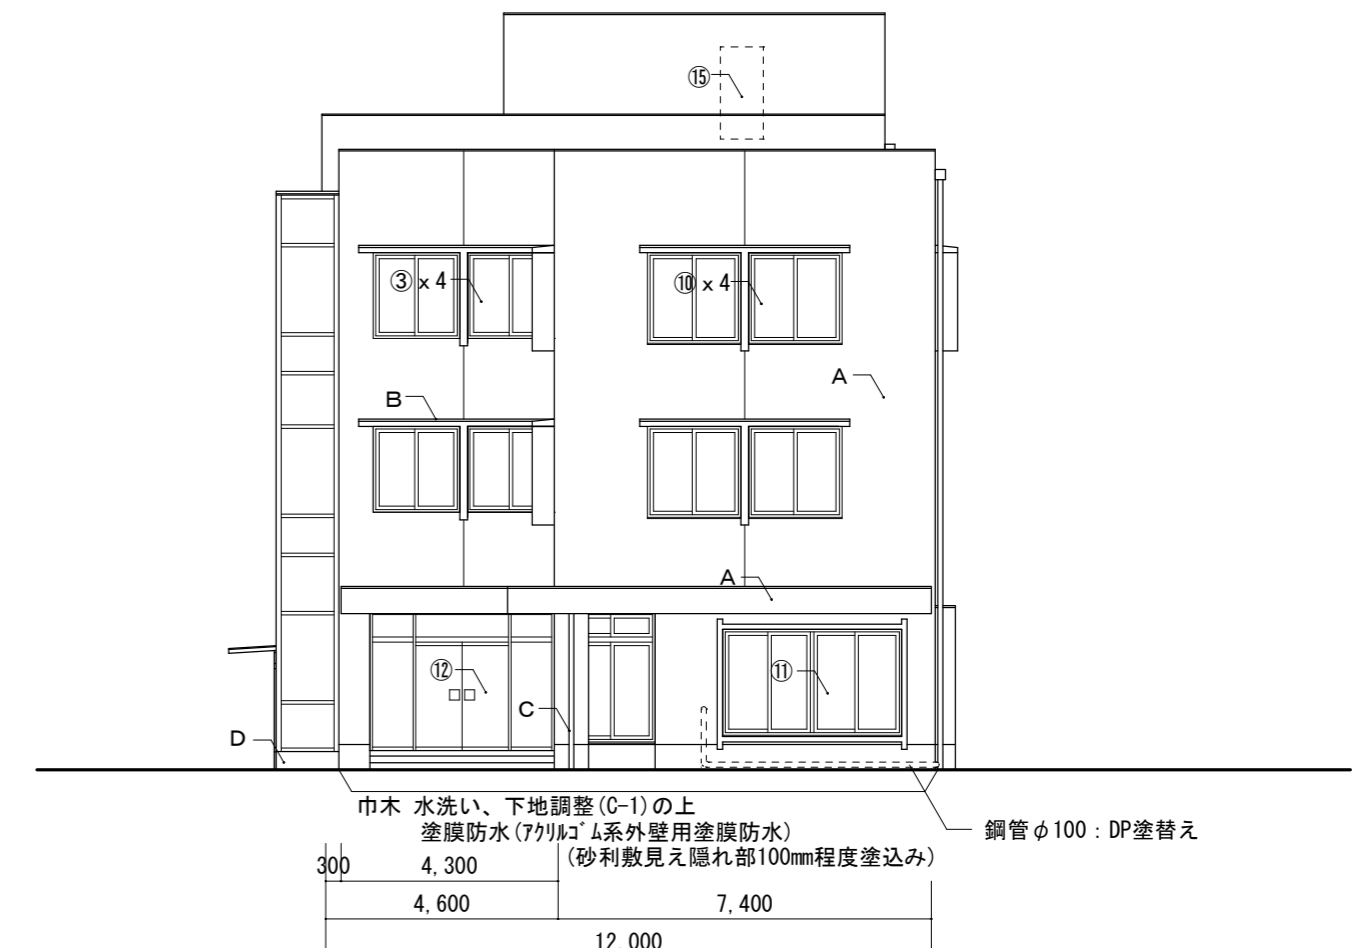 ⑮
③ x 4
⑩ x 4
A
B
A
⑫
⑪
C
D
巾木 水洗い、下地調整(C-1)の上
塗膜防水(ｱｸﾘﾙｺﾞﾑ系外壁用塗膜防水)
鋼管φ100：DP塗替え
(砂利敷見え隠れ部100mm程度塗込み)
300
4,300
4,600
7,400
12,000